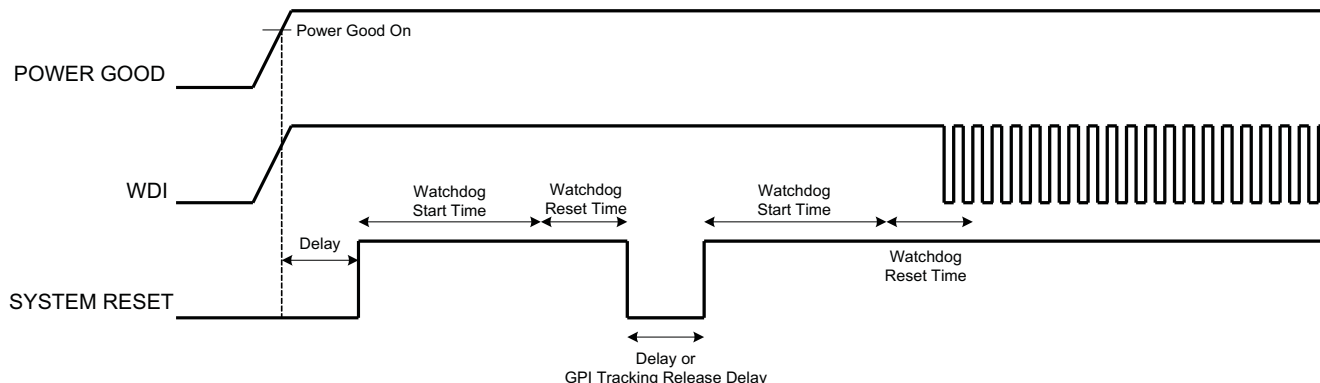 Power Good On
POWER GOOD
WDI
Watchdog
Start Time
Watchdog
Reset Time
Watchdog
Start Time
Delay
Watchdog
Reset Time
SYSTEM RESET
Delay or
GPI Tracking Release Delay